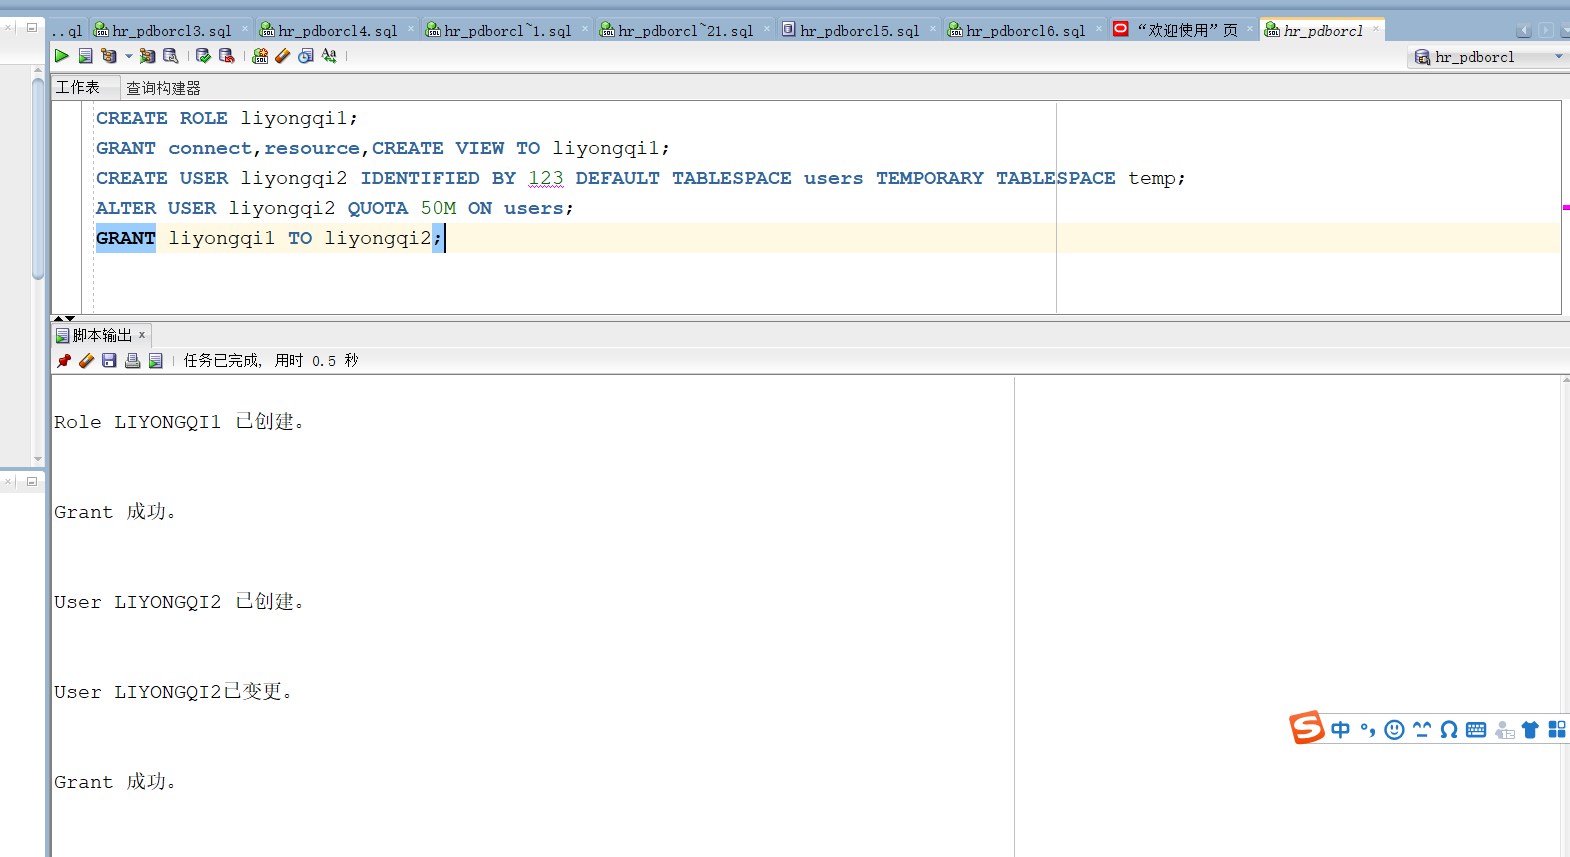 ..ql hr_pdborcl3.sql hr_pdborcl4.sql hr_pdborcl~1.sql hr_pdborcl~21.sql hr_pdborcl5.sql hr_pdborcl6.sql “欢迎使用”页 hr_pdborcl
hr_pdborcl
工作表 查询构建器
CREATE ROLE liyongqi1;
GRANT connect,resource,CREATE VIEW TO liyongqi1;
CREATE USER liyongqi2 IDENTIFIED BY 123 DEFAULT TABLESPACE users TEMPORARY TABLESPACE temp;
ALTER USER liyongqi2 QUOTA 50M ON users;
GRANT liyongqi1 TO liyongqi2;
脚本输出 x
任务已完成, 用时 0.5 秒
Role LIYONGQI1 已创建。
Grant 成功。
User LIYONGQI2 已创建。
User LIYONGQI2已变更。
Grant 成功。
S 中